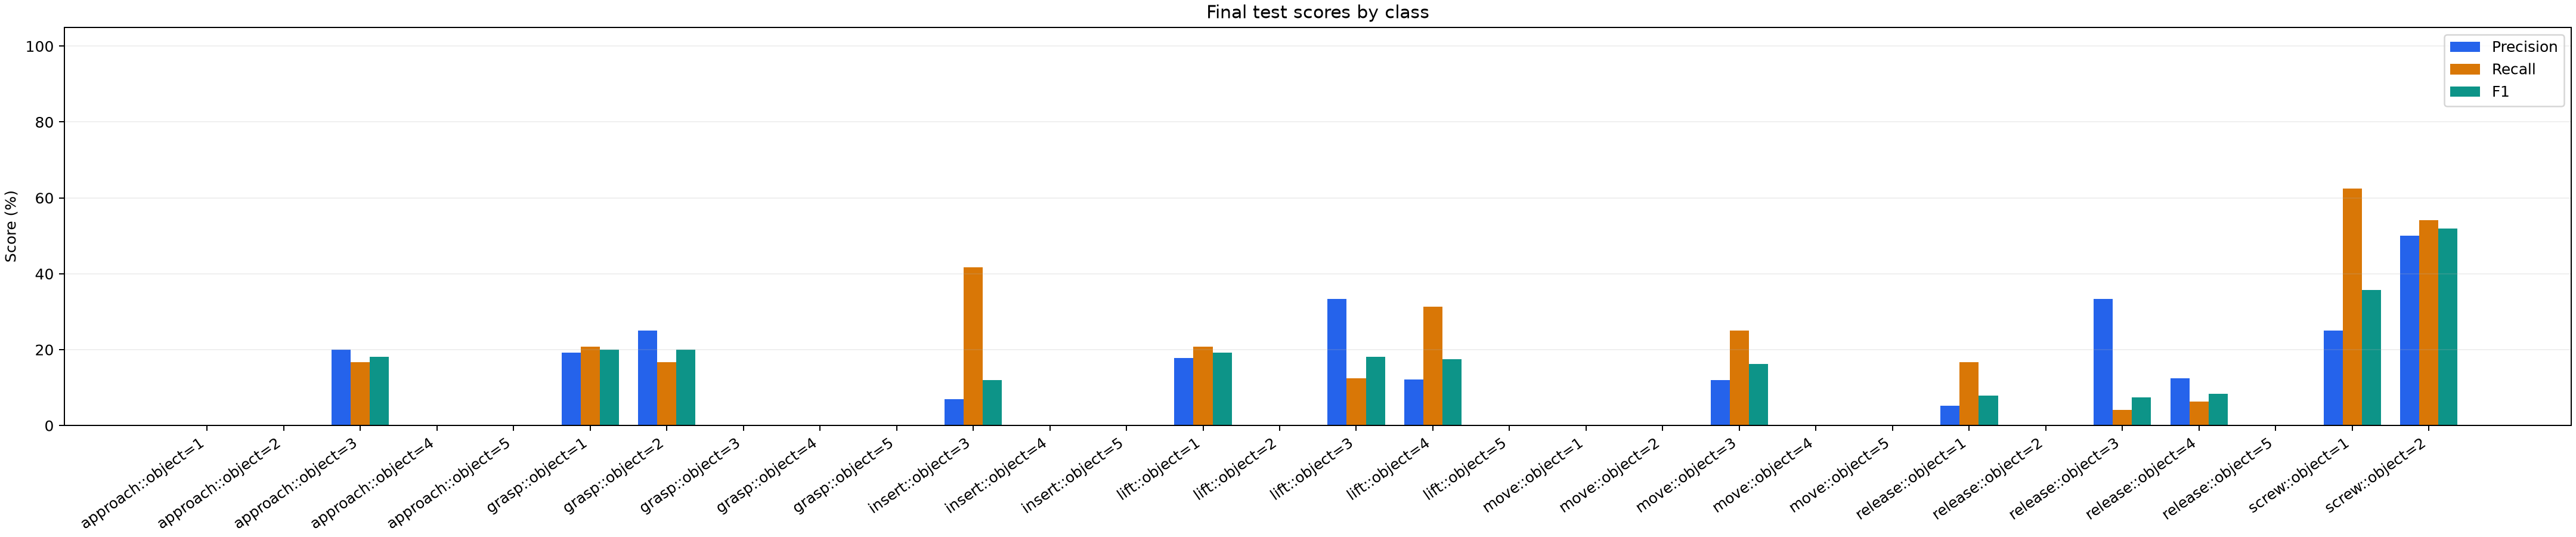 Final test scores by class
Score (%)
100
80
60
40
20
0
Precision
Recall
F1
approach::object=1
approach::object=2
approach::object=3
approach::object=4
approach::object=5
grasp::object=1
grasp::object=2
grasp::object=3
grasp::object=4
grasp::object=5
insert::object=3
insert::object=4
insert::object=5
lift::object=1
lift::object=2
lift::object=3
lift::object=4
lift::object=5
move::object=1
move::object=2
move::object=3
move::object=4
move::object=5
release::object=1
release::object=2
release::object=3
release::object=4
release::object=5
screw::object=1
screw::object=2